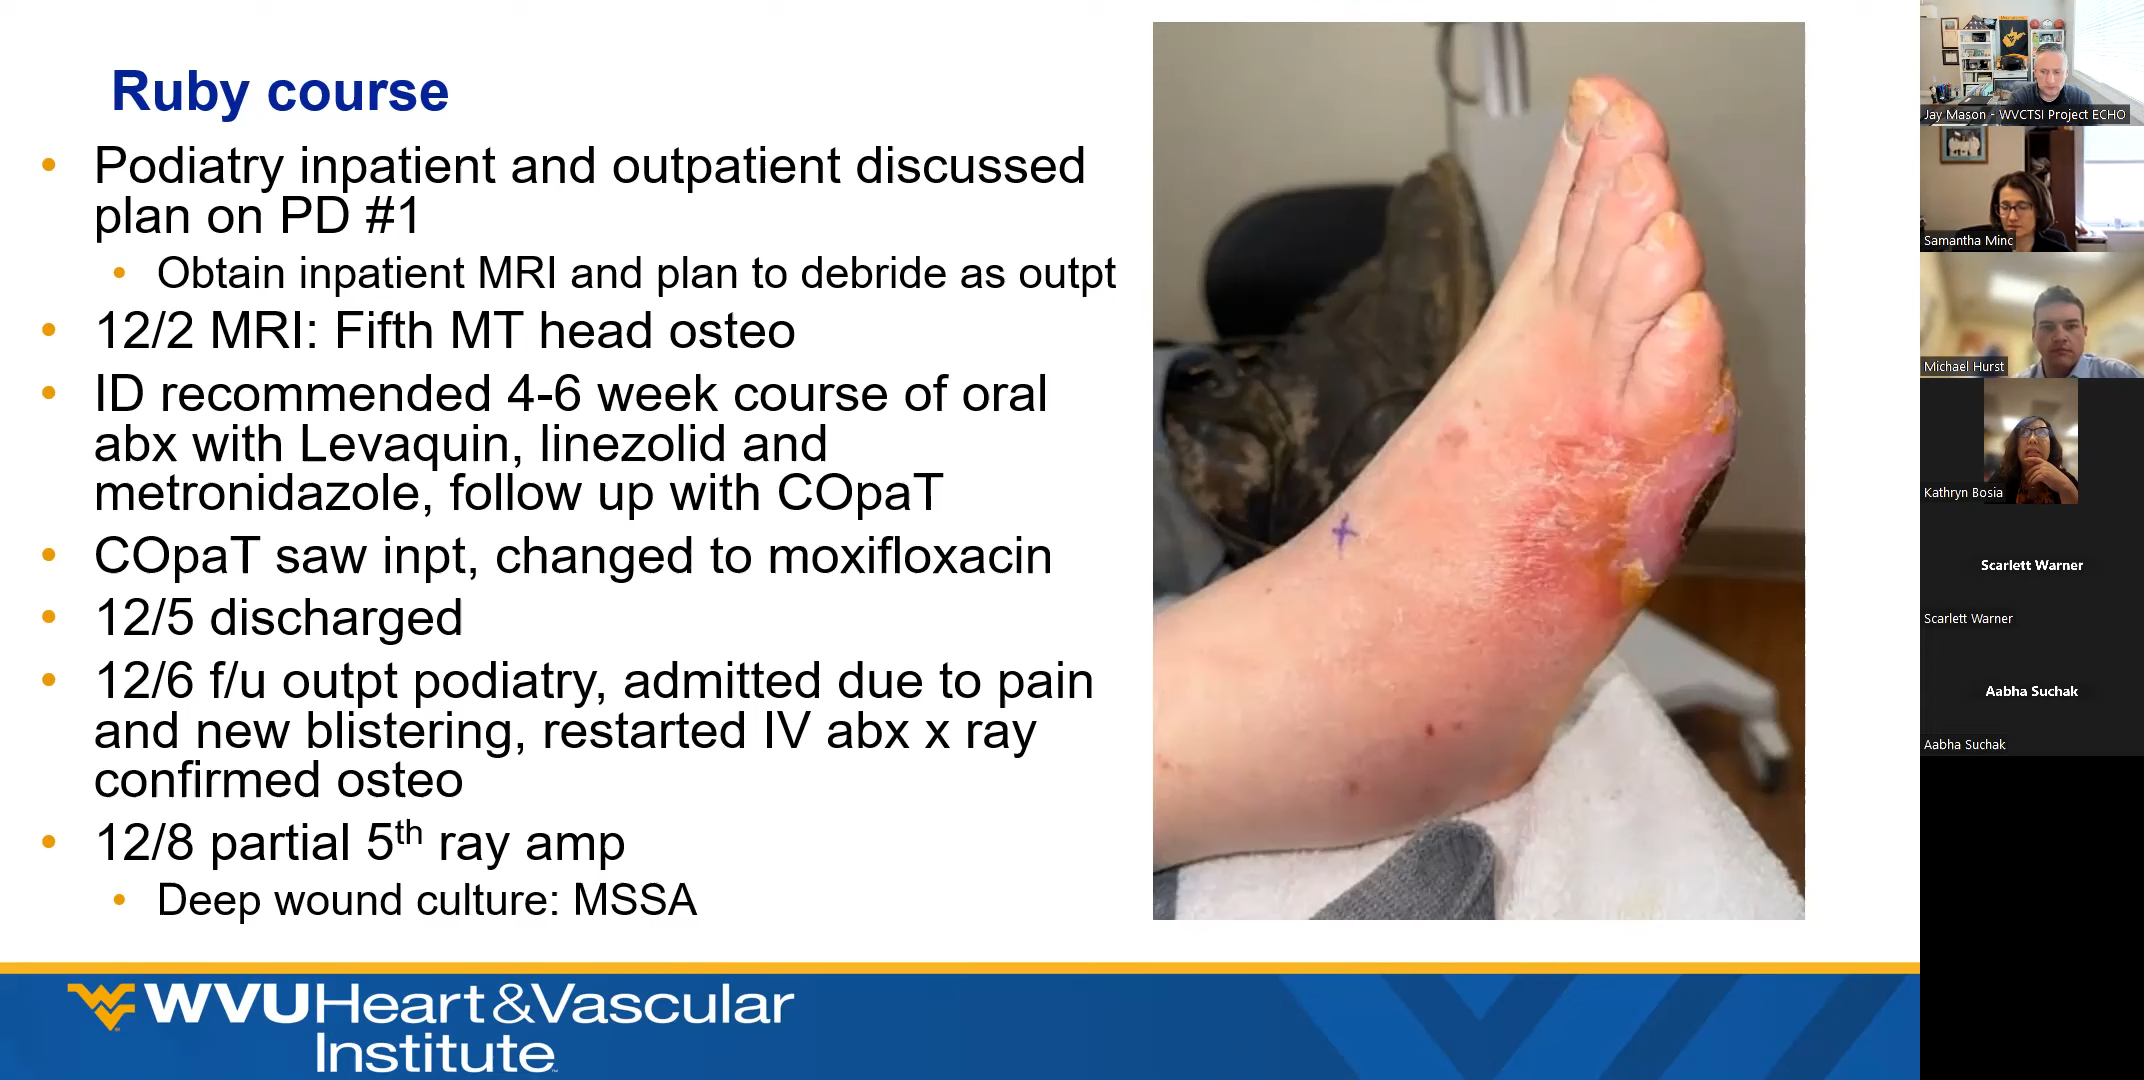 Ruby course
• Podiatry inpatient and outpatient discussed
plan on PD #1
• Obtain inpatient MRI and plan to debride as outpt
• 12/2 MRI: Fifth MT head osteo
• ID recommended 4-6 week course of oral
abx with Levaquin, linezolid and
metronidazole, follow up with COpaT
• COpaT saw inpt, changed to moxifloxacin
• 12/5 discharged
• 12/6 f/u outpt podiatry, admitted due to pain
and new blistering, restarted IV abx x ray
confirmed osteo
• 12/8 partial 5th ray amp
• Deep wound culture: MSSA
WVUHeart&Vascular
Institute
Jay Mason - WVCTSI Project ECHO
Samantha Minc
Michael Hurst
Kathryn Bosia
Scarlett Warner
Scarlett Warner
Aabha Suchak
Aabha Suchak